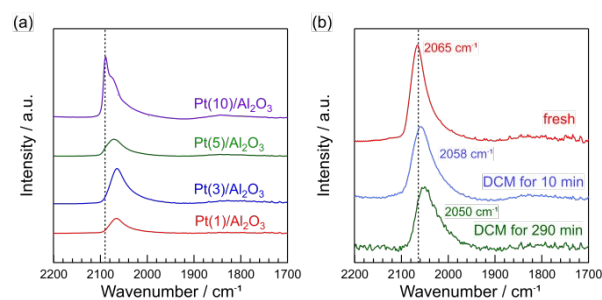 (a)
Intensity / a.u.
Pt(10)/Al₂O₃
Pt(5)/Al₂O₃
Pt(3)/Al₂O₃
Pt(1)/Al₂O₃
2200 2100 2000 1900 1800 1700
Wavenumber / cm⁻¹
(b)
Intensity / a.u.
2065 cm⁻¹
fresh
2058 cm⁻¹
DCM for 10 min
2050 cm⁻¹
DCM for 290 min
2200 2100 2000 1900 1800 1700
Wavenumber / cm⁻¹